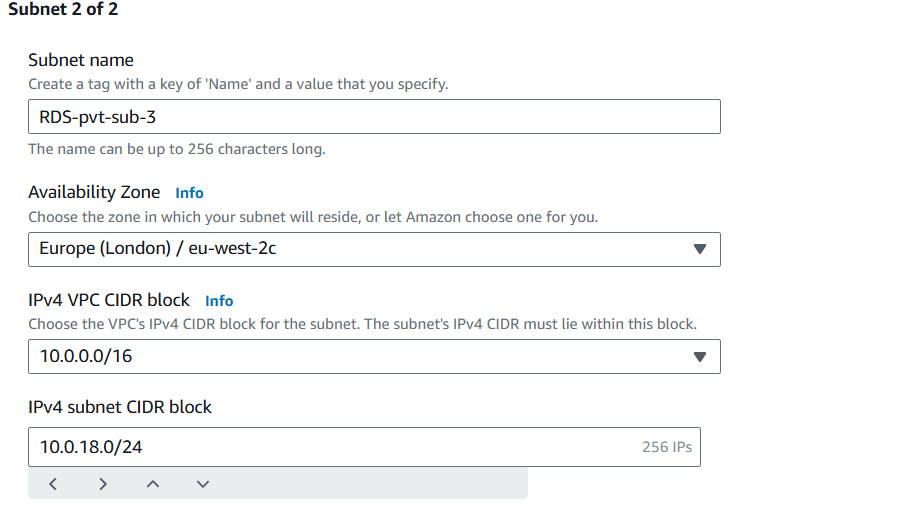 Subnet 2 of 2
Subnet name
Create a tag with a key of 'Name' and a value that you specify.
RDS-pvt-sub-3
The name can be up to 256 characters long.
Availability Zone Info
Choose the zone in which your subnet will reside, or let Amazon choose one for you.
Europe (London) / eu-west-2c
IPv4 VPC CIDR block Info
Choose the VPC's IPv4 CIDR block for the subnet. The subnet's IPv4 CIDR must lie within this block.
10.0.0.0/16
IPv4 subnet CIDR block
10.0.18.0/24 256 IPs